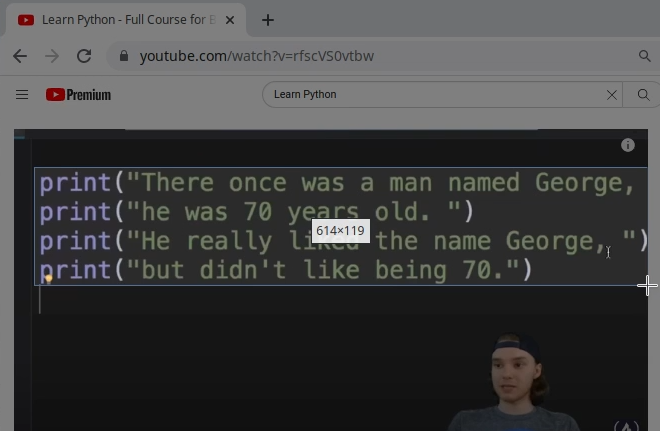 Learn Python - Full Course for B
youtube.com/watch?v=rfscVS0vtbw
Premium
Learn Python
print("There once was a man named George,
print("he was 70 years old. ")
print("He really liked the name George, ")
print("but didn't like being 70.")
614×119